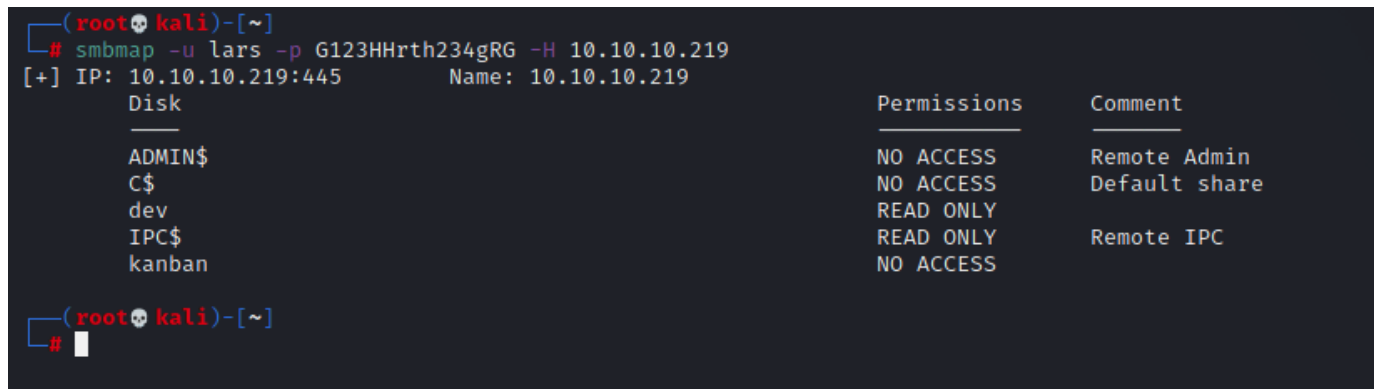 (root💀kali)-[~]
# smbmap -u lars -p G123HHrth234gRG -H 10.10.10.219
[+] IP: 10.10.10.219:445 Name: 10.10.10.219
Disk Permissions Comment
---- ----------- -------
ADMIN$ NO ACCESS Remote Admin
C$ NO ACCESS Default share
dev READ ONLY
IPC$ READ ONLY Remote IPC
kanban NO ACCESS
(root💀kali)-[~]
#